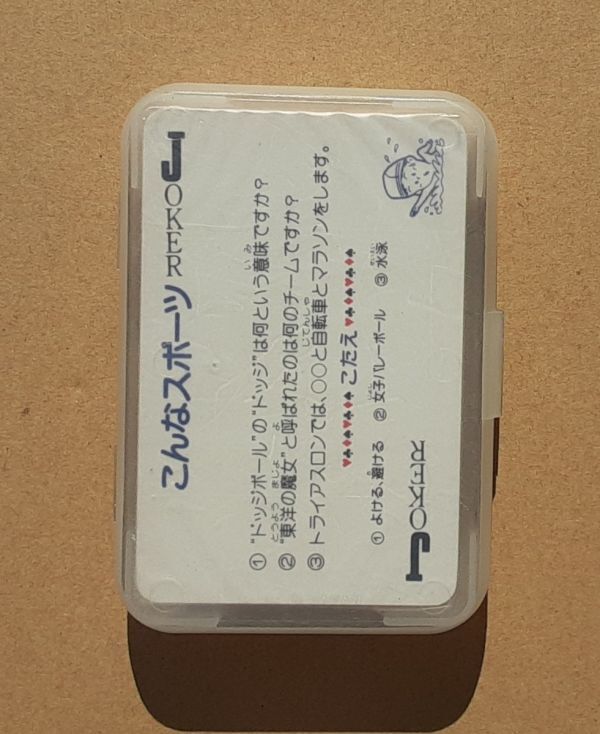 JOKER
こんなスポーツ
①“ドッジボール”の“ドッジ”は何という意味ですか？
②“東洋の魔女”と呼ばれたのは何のチームですか？
③トライアスロンでは、○○と自転車とマラソンをします。
♥♠♦♠♥♠♦♠ こたえ ♥♠♦♠♥♠♦♠
①よける、避ける ②女子バレーボール ③水泳
JOKER